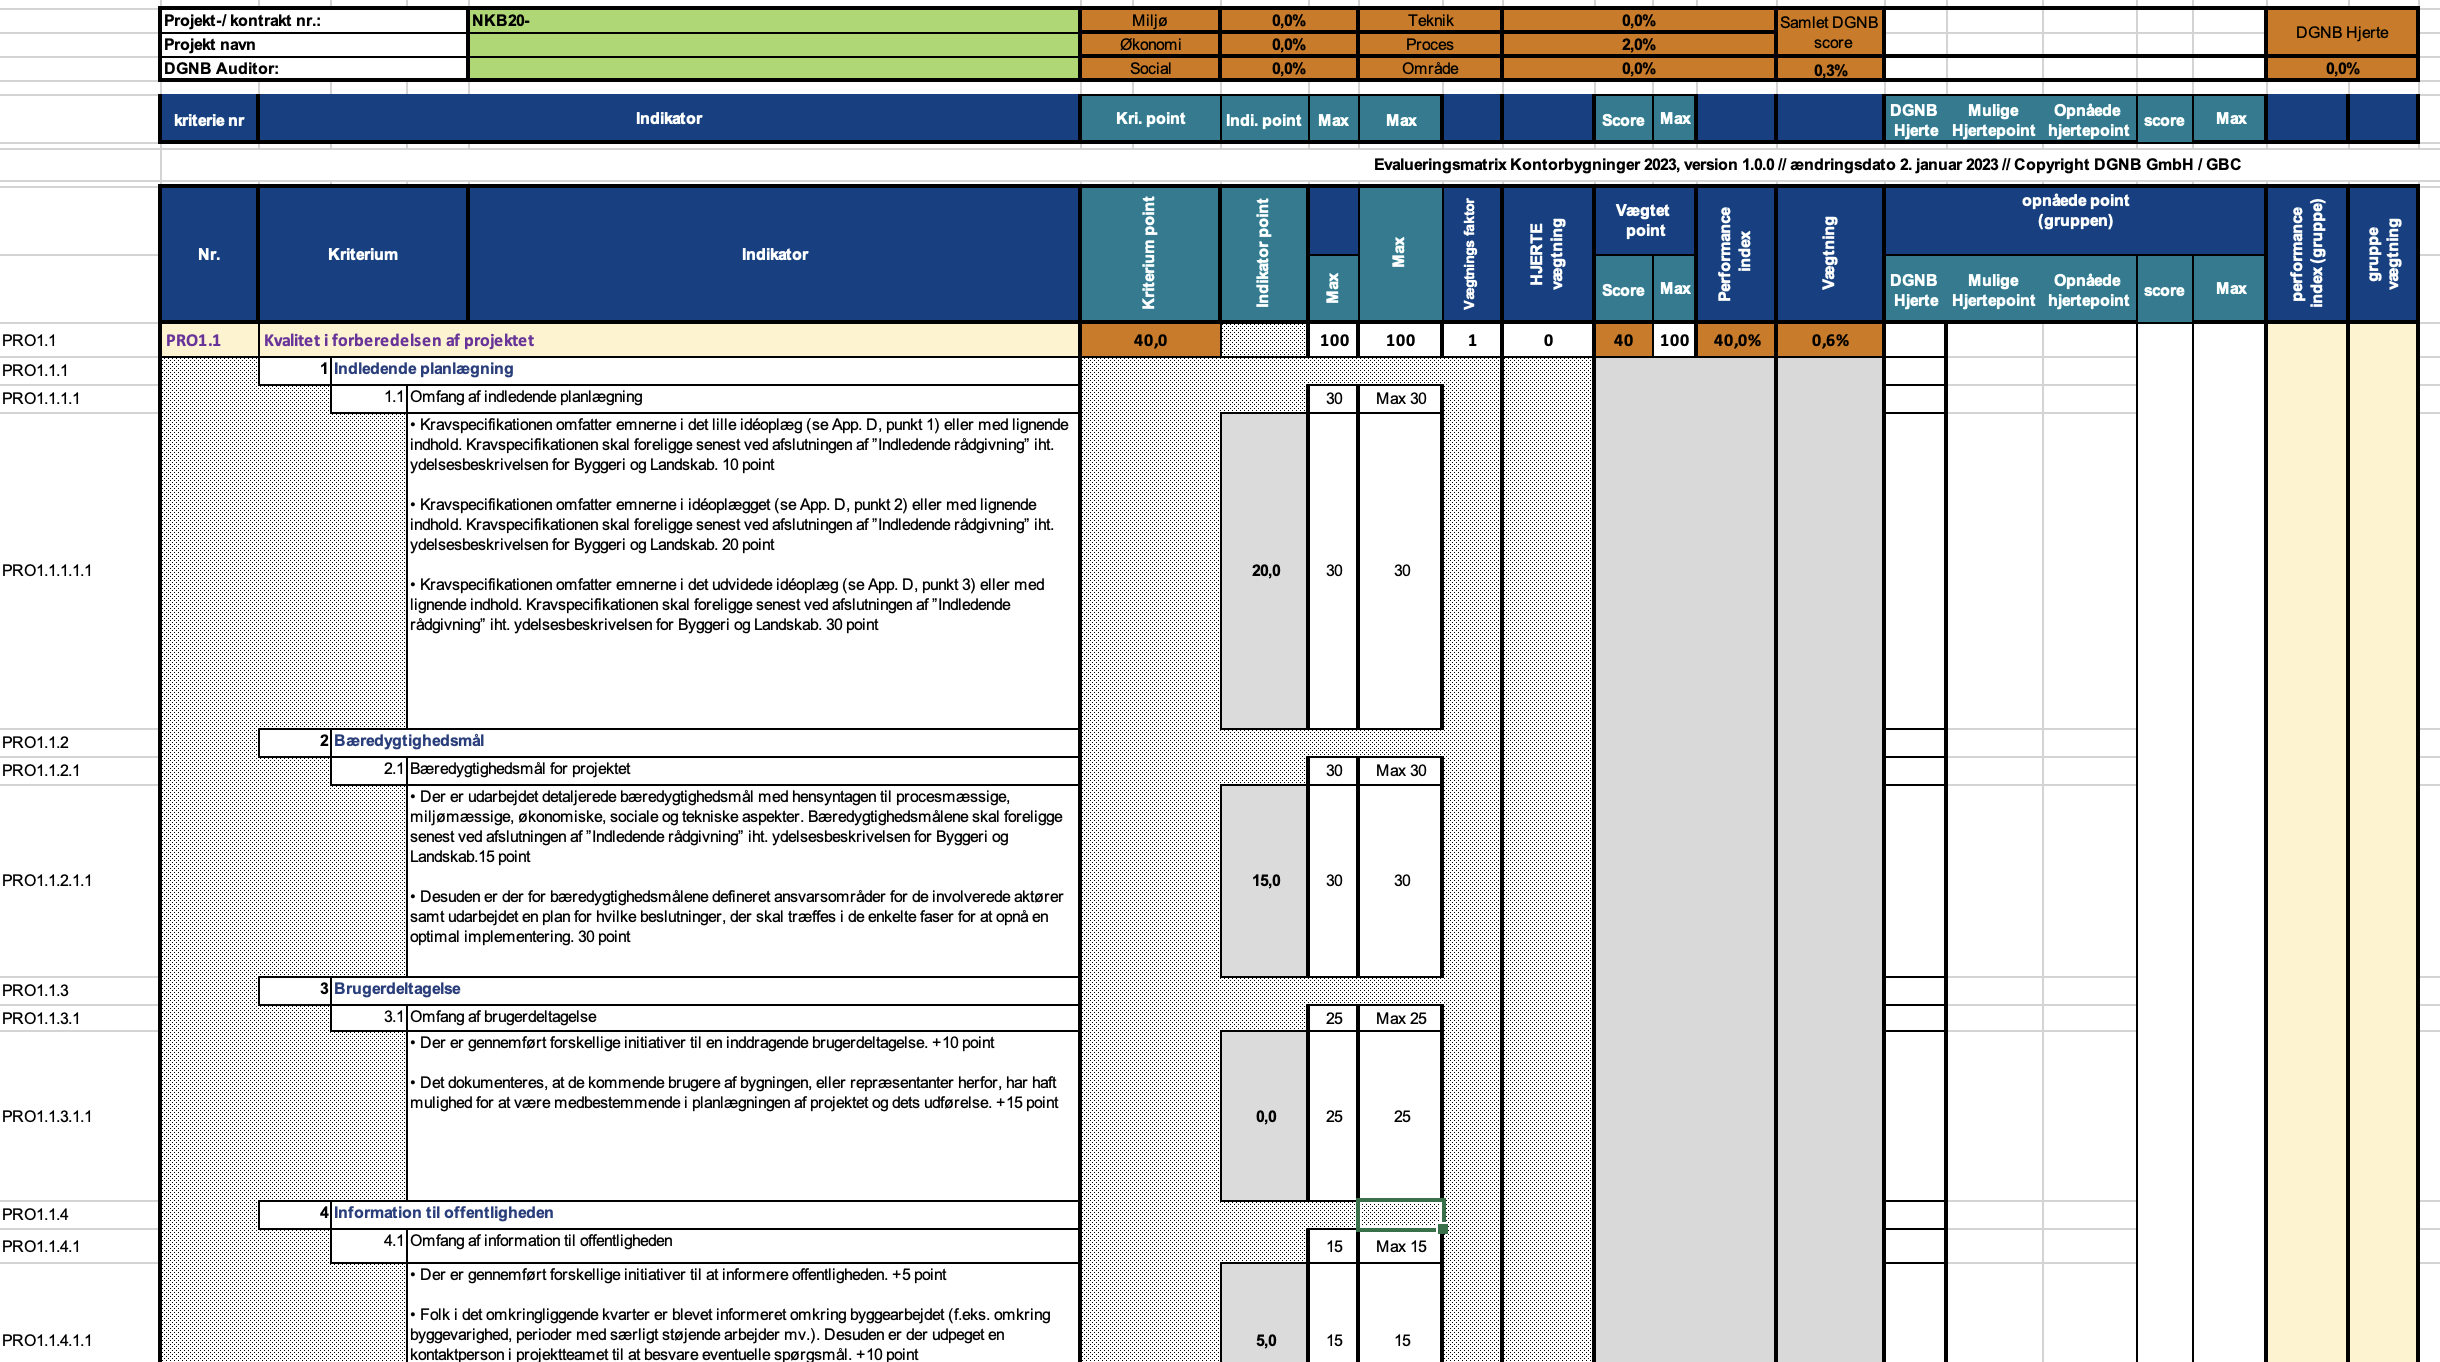 Projekt-/ kontrakt nr.: NKB20- Miljø 0,0% Teknik 0,0% Samlet DGNB score DGNB Hjerte
Projekt navn Økonomi 0,0% Proces 2,0%
DGNB Auditor: Social 0,0% Område 0,0% 0,3% 0,0%
kriterie nr Indikator Kri. point Indi. point Max Max Score Max DGNB Hjerte Mulige Hjertepoint Opnåede hjertepoint score Max
Evalueringsmatrix Kontorbygninger 2023, version 1.0.0 // ændringsdato 2. januar 2023 // Copyright DGNB GmbH / GBC
Nr. Kriterium Indikator Kriterium point Indikator point Max Max Vægtnings faktor HJERTE vægtning Vægtet point Score Max Performance index Vægtning opnåede point (gruppen) DGNB Hjerte Mulige Hjertepoint Opnåede hjertepoint score Max performance index (gruppe) gruppe vægtning
PRO1.1 PRO1.1 Kvalitet i forberedelsen af projektet 40,0 100 100 1 0 40 100 40,0% 0,6%
PRO1.1.1 1 Indledende planlægning
PRO1.1.1.1 1.1 Omfang af indledende planlægning 30 Max 30
• Kravspecifikationen omfatter emnerne i det lille idéoplæg (se App. D, punkt 1) eller med lignende
indhold. Kravspecifikationen skal foreligge senest ved afslutningen af ”Indledende rådgivning” iht.
ydelsesbeskrivelsen for Byggeri og Landskab. 10 point
• Kravspecifikationen omfatter emnerne i idéoplægget (se App. D, punkt 2) eller med lignende
indhold. Kravspecifikationen skal foreligge senest ved afslutningen af ”Indledende rådgivning” iht.
ydelsesbeskrivelsen for Byggeri og Landskab. 20 point
PRO1.1.1.1.1 20,0 30 30
• Kravspecifikationen omfatter emnerne i det udvidede idéoplæg (se App. D, punkt 3) eller med
lignende indhold. Kravspecifikationen skal foreligge senest ved afslutningen af ”Indledende
rådgivning” iht. ydelsesbeskrivelsen for Byggeri og Landskab. 30 point
PRO1.1.2 2 Bæredygtighedsmål
PRO1.1.2.1 2.1 Bæredygtighedsmål for projektet 30 Max 30
• Der er udarbejdet detaljerede bæredygtighedsmål med hensyntagen til procesmæssige,
miljømæssige, økonomiske, sociale og tekniske aspekter. Bæredygtighedsmålene skal foreligge
senest ved afslutningen af ”Indledende rådgivning” iht. ydelsesbeskrivelsen for Byggeri og
Landskab.15 point
PRO1.1.2.1.1 15,0 30 30
• Desuden er der for bæredygtighedsmålene defineret ansvarsområder for de involverede aktører
samt udarbejdet en plan for hvilke beslutninger, der skal træffes i de enkelte faser for at opnå en
optimal implementering. 30 point
PRO1.1.3 3 Brugerdeltagelse
PRO1.1.3.1 3.1 Omfang af brugerdeltagelse 25 Max 25
• Der er gennemført forskellige initiativer til en inddragende brugerdeltagelse. +10 point
• Det dokumenteres, at de kommende brugere af bygningen, eller repræsentanter herfor, har haft
mulighed for at være medbestemmende i planlægningen af projektet og dets udførelse. +15 point
PRO1.1.3.1.1 0,0 25 25
PRO1.1.4 4 Information til offentligheden
PRO1.1.4.1 4.1 Omfang af information til offentligheden 15 Max 15
• Der er gennemført forskellige initiativer til at informere offentligheden. +5 point
• Folk i det omkringliggende kvarter er blevet informeret omkring byggearbejdet (f.eks. omkring
byggevarighed, perioder med særligt støjende arbejder mv.). Desuden er der udpeget en
PRO1.1.4.1.1 5,0 15 15
kontaktperson i projektteamet til at besvare eventuelle spørgsmål. +10 point